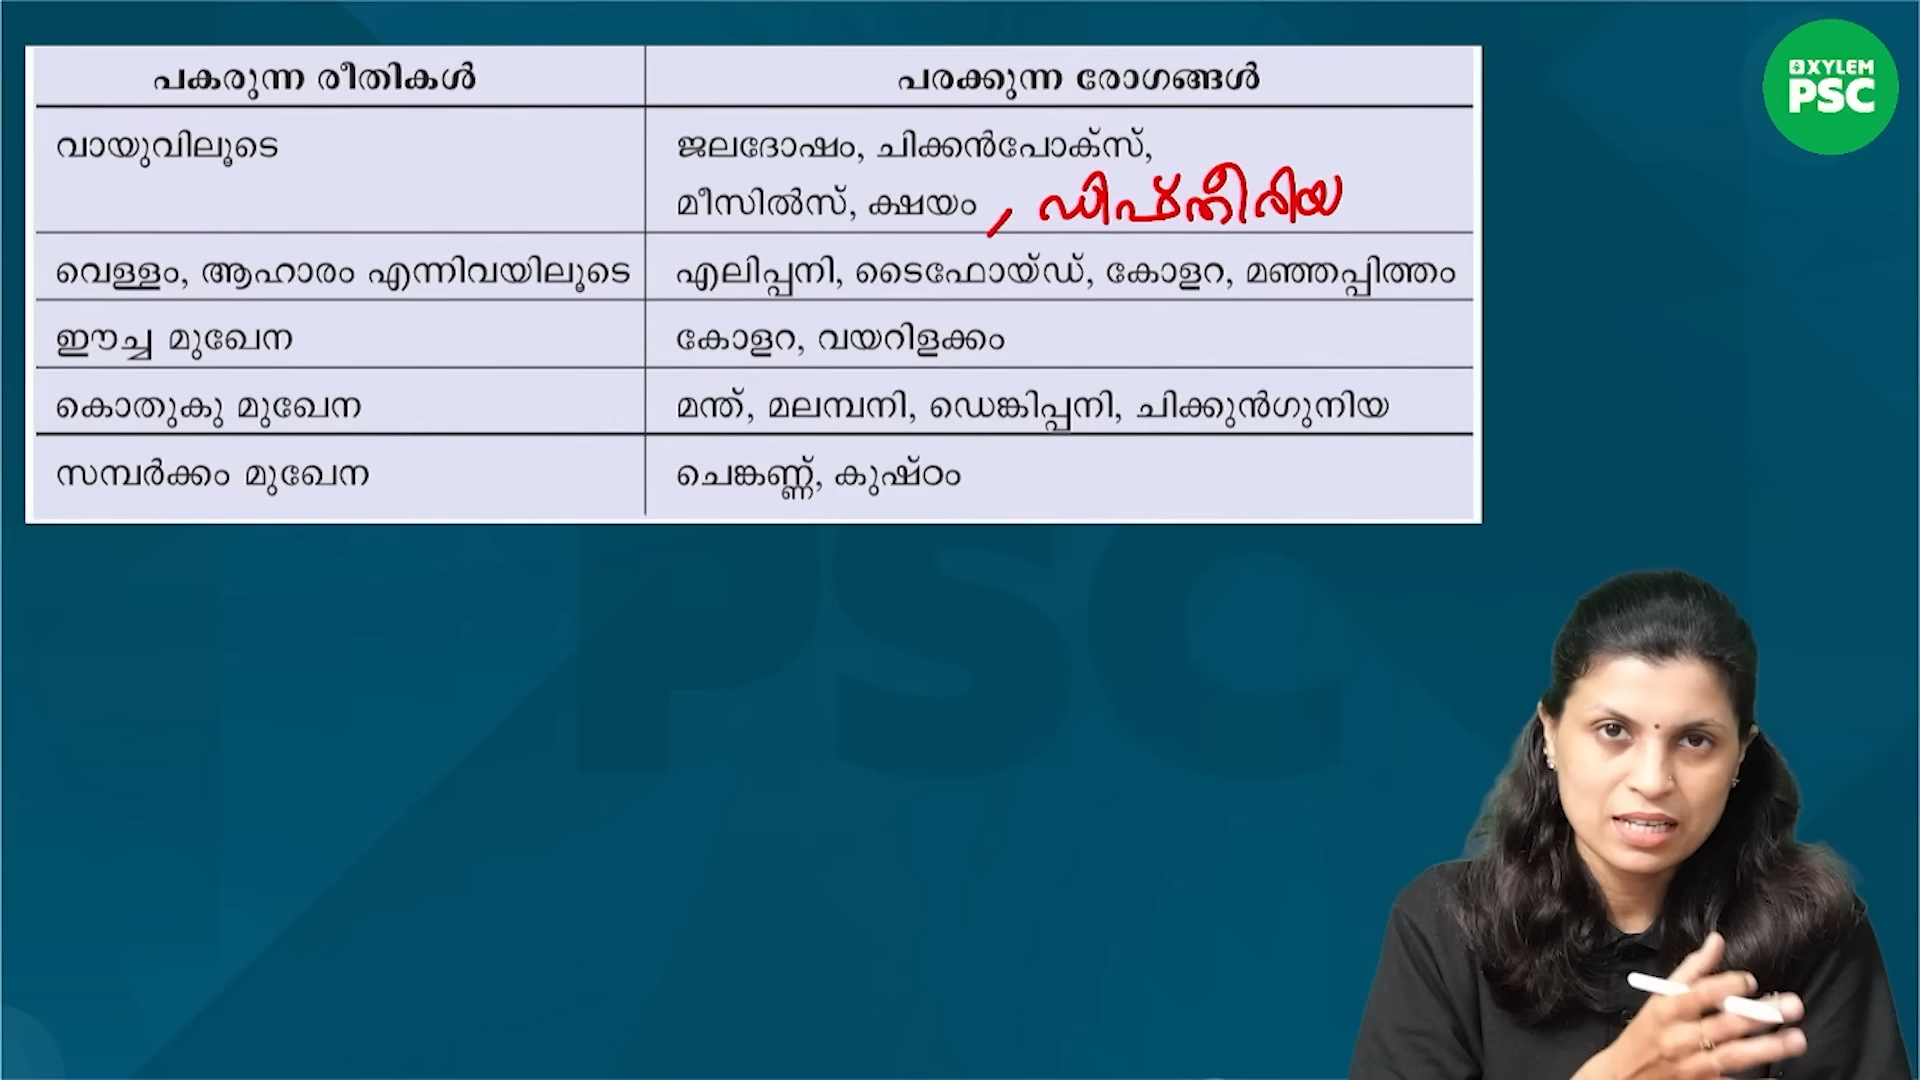 പകരുന്ന രീതികൾ പരക്കുന്ന രോഗങ്ങൾ
വായുവിലൂടെ ജലദോഷം, ചിക്കൻപോക്സ്,
മീസിൽസ്, ക്ഷയം , ഡിഫ്തീരിയ
വെള്ളം, ആഹാരം എന്നിവയിലൂടെ എലിപ്പനി, ടൈഫോയ്ഡ്, കോളറ, മഞ്ഞപ്പിത്തം
ഈച്ച മുഖേന കോളറ, വയറിളക്കം
കൊതുകു മുഖേന മന്ത്, മലമ്പനി, ഡെങ്കിപ്പനി, ചിക്കുൻഗുനിയ
സമ്പർക്കം മുഖേന ചെങ്കണ്ണ്, കുഷ്ഠം
XYLEM
PSC
PSC